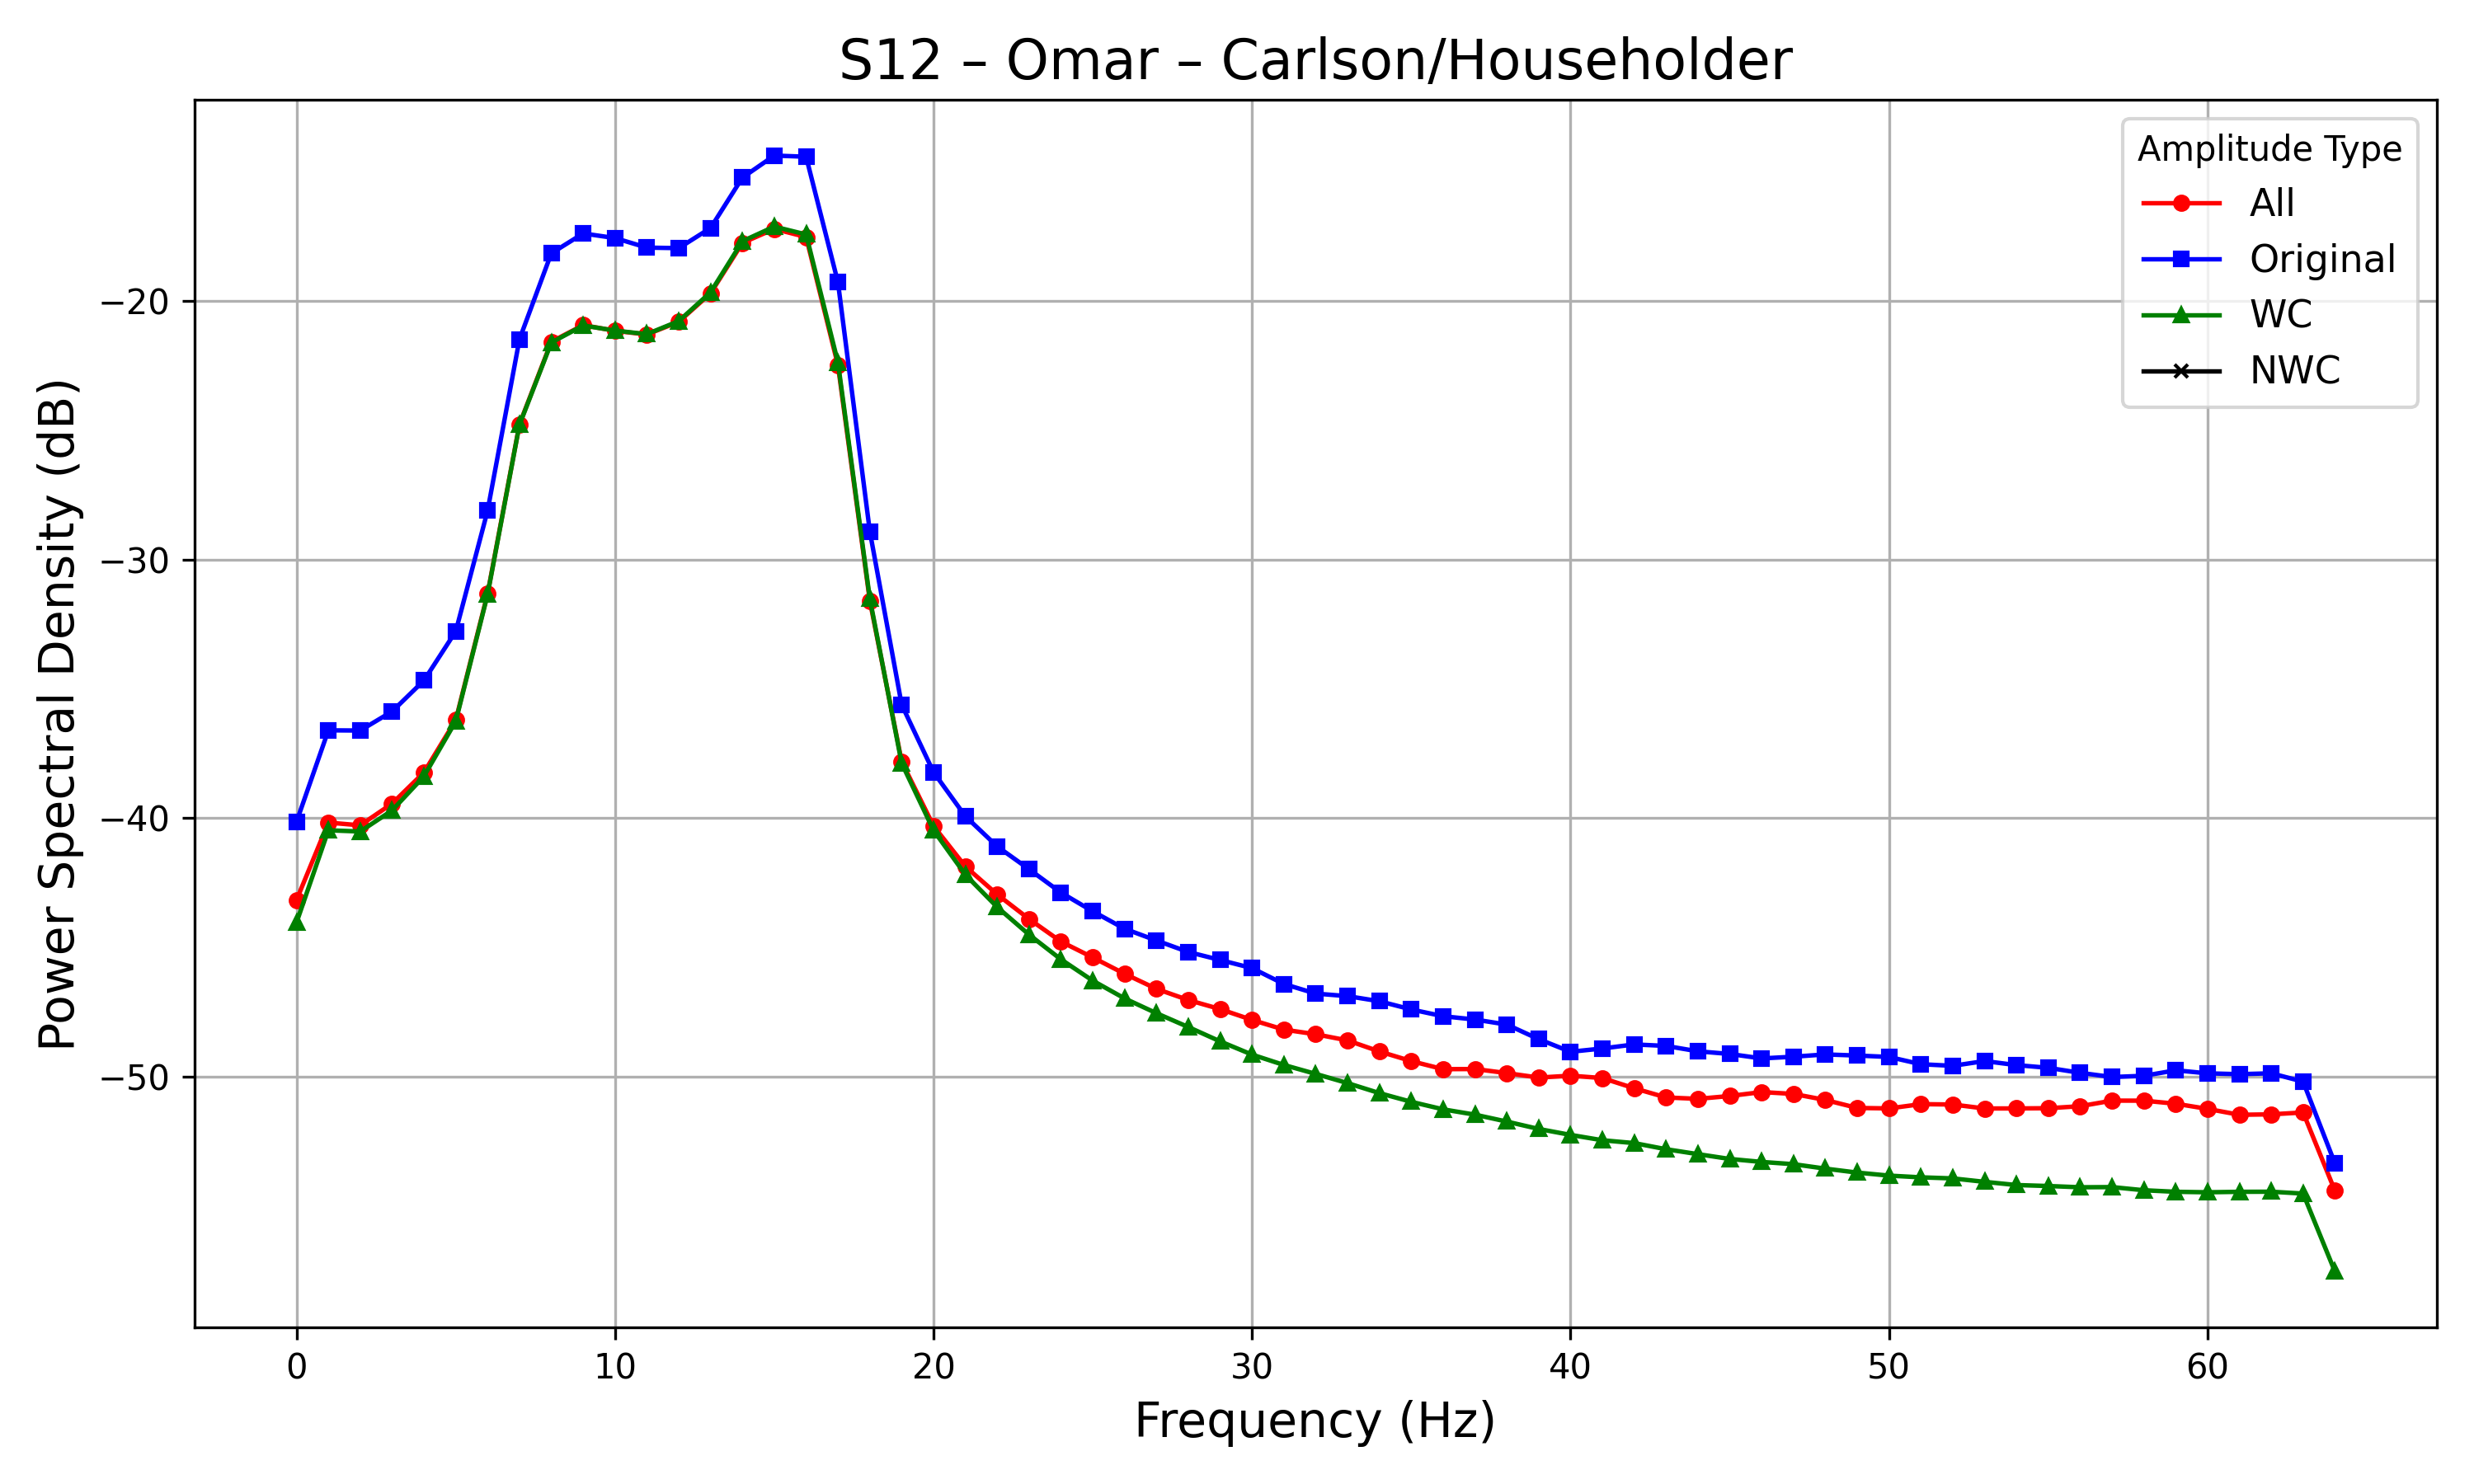 S12 – Omar – Carlson/Householder
Amplitude Type
All
Original
WC
NWC
Power Spectral Density (dB)
−20
−30
−40
−50
0 10 20 30 40 50 60
Frequency (Hz)